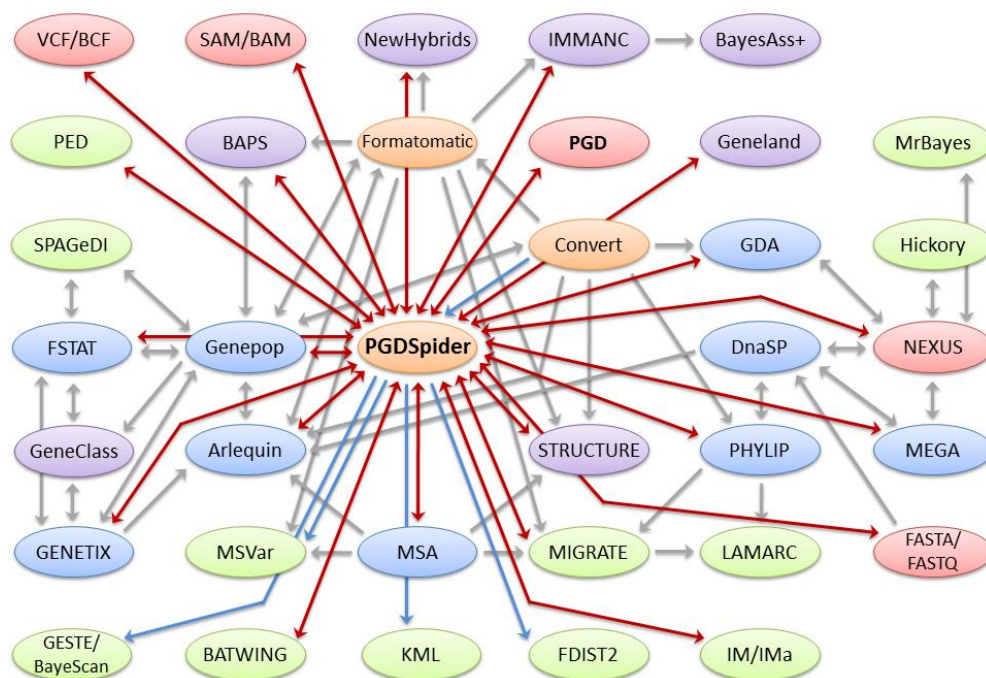 VCF/BCF
SAM/BAM
NewHybrids
IMMANC
BayesAss+
PED
BAPS
Formatomatic
PGD
Geneland
MrBayes
SPAGeDI
Convert
GDA
Hickory
FSTAT
Genepop
PGDSpider
DnaSP
NEXUS
GeneClass
Arlequin
STRUCTURE
PHYLIP
MEGA
GENETIX
MSVar
MSA
MIGRATE
LAMARC
FASTA/
FASTQ
GESTE/
BayeScan
BATWING
KML
FDIST2
IM/IMa